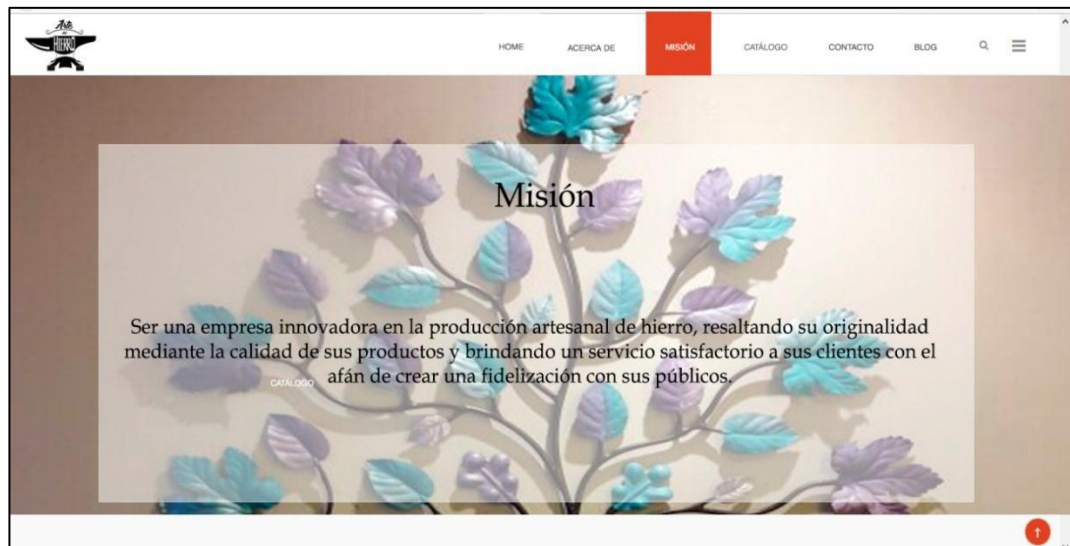 Arte
HIERRO
HOME ACERCA DE MISIÓN CATÁLOGO CONTACTO BLOG
Misión
Ser una empresa innovadora en la producción artesanal de hierro, resaltando su originalidad
mediante la calidad de sus productos y brindando un servicio satisfactorio a sus clientes con el
afán de crear una fidelización con sus públicos.
CATÁLOGO